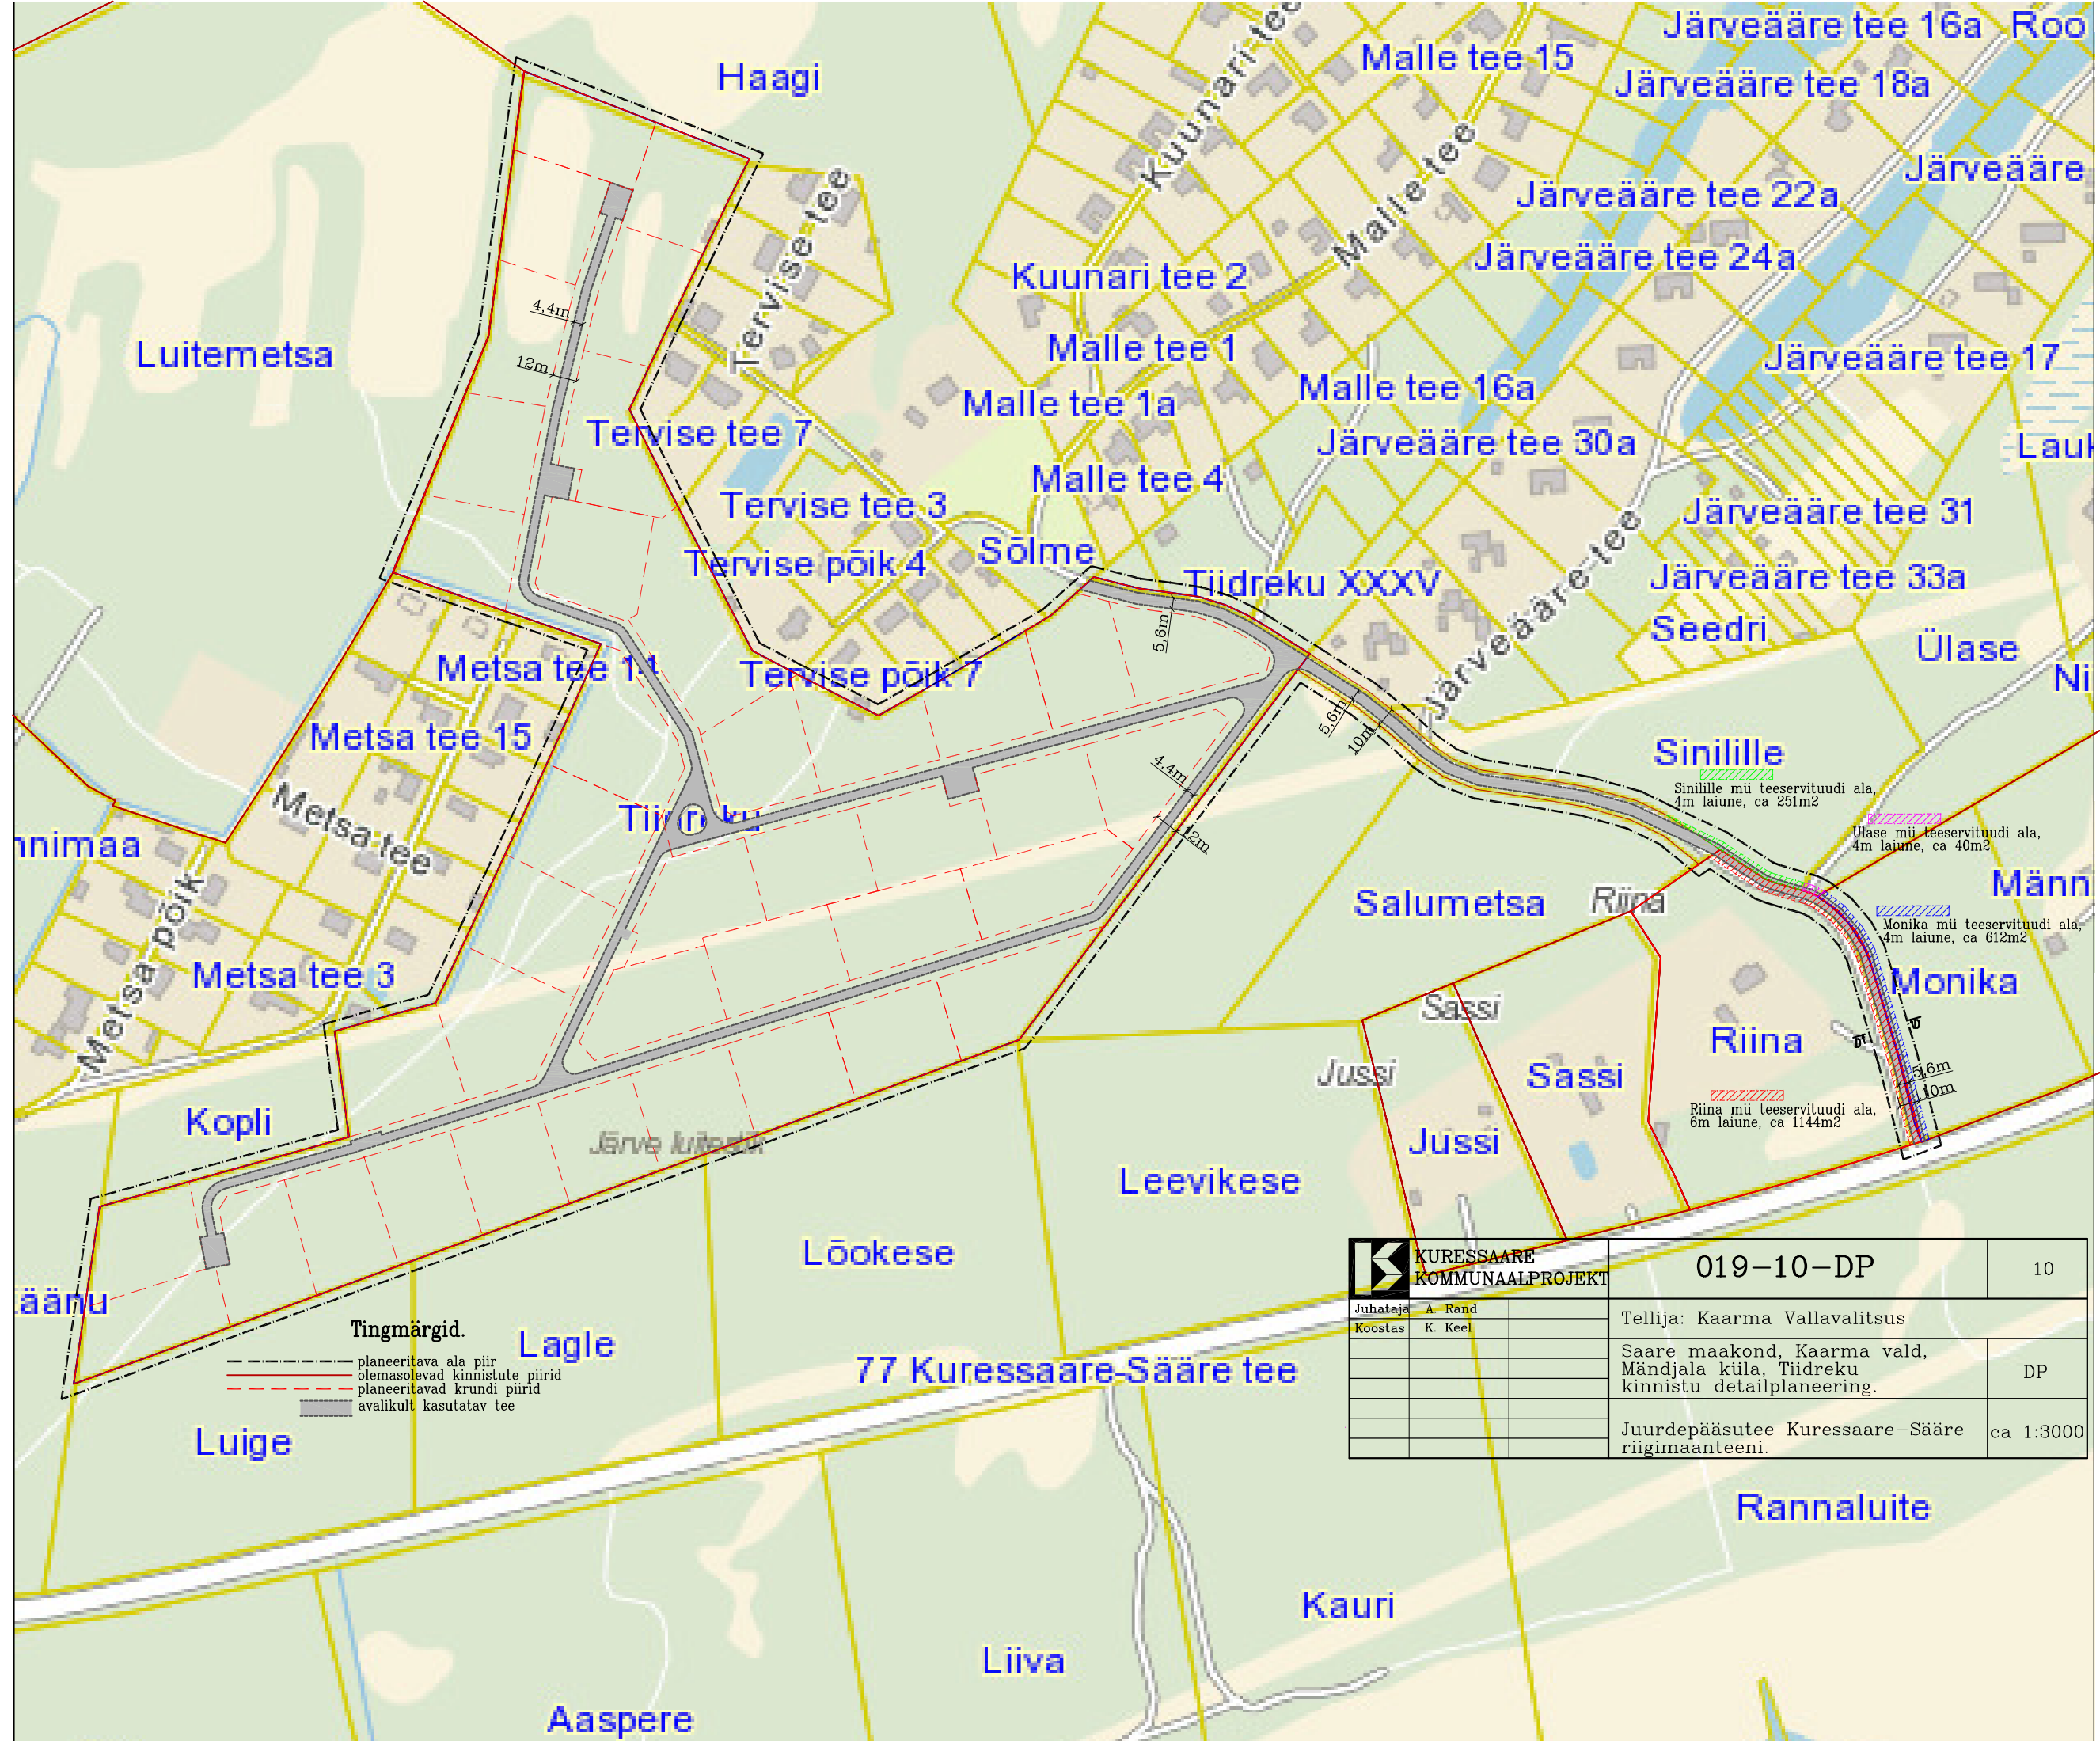 Järveääre tee 16a
Roo
Malle tee 15
Haagi
Järveääre tee 18a
Kuunari tee
Järveääre
Malle tee
Järveääre tee 22a
Tervise tee
Järveääre tee 24a
Kuunari tee 2
4,4m
Luitemetsa
Malle tee 1
Järveääre tee 17
12m
Malle tee 16a
Malle tee 1a
Tervise tee 7
Järveääre tee 30a
Malle tee 4
Tervise tee 3
Järveääre tee 31
Sõlme
Tervise põik 4
Tiidreku XXXV
Järveääre tee 33a
Järveääre tee
5,6m
Seedri
Ülase
Metsa tee 11
Tervise põik 7
Ni
5,6m
10m
Metsa tee 15
Sinilille
Sinilille mü teeservituudi ala,
4m laiune, ca 251m2
4,4m
Metsa tee
Tiidreku
12m
Ülase mü teeservituudi ala,
4m laiune, ca 40m2
nnimaa
Männ
Salumetsa
Riina
Metsa põik
Monika mü teeservituudi ala,
4m laiune, ca 612m2
Metsa tee 3
Monika
Sassi
Riina
Jussi
Sassi
5,6m
10m
Riina mü teeservituudi ala,
6m laiune, ca 1144m2
Kopli
Järve luitestik
Jussi
Leevikese
Lõokese
äänu
Lagle
Tingmärgid.
planeeritava ala piir
olemasolevad kinnistute piirid
planeeritavad krundi piirid
avalikult kasutatav tee
77 Kuressaare-Sääre tee
Luige
KURESSAARE
KOMMUNAALPROJEKT
019-10-DP
10
Juhataja A. Rand
Koostas K. Keel
Tellija: Kaarma Vallavalitsus
Saare maakond, Kaarma vald,
Mändjala küla, Tiidreku
kinnistu detailplaneering.
DP
Juurdepääsutee Kuressaare-Sääre
riigimaanteeni.
ca 1:3000
Rannaluite
Kauri
Liiva
Aaspere